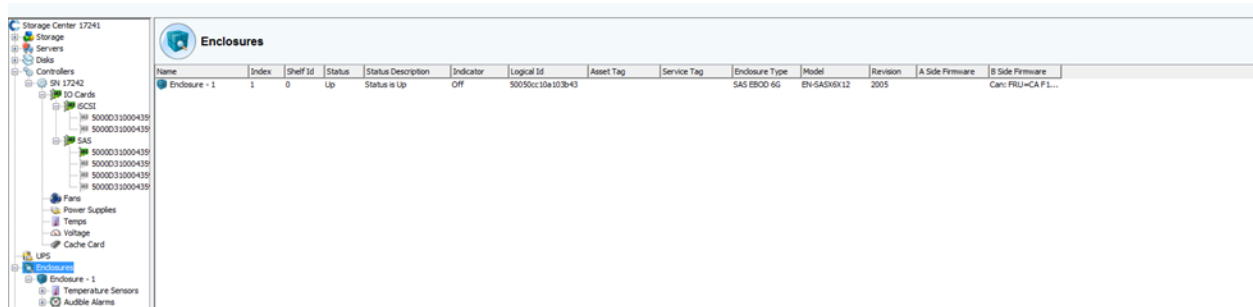 Storage Center 17241
Storage
Servers
Disks
Controllers
SN 17242
IO Cards
iSCSI
5000D31000435
5000D31000435
SAS
5000D31000435
5000D31000435
5000D31000435
5000D31000435
Fans
Power Supplies
Temps
Voltage
Cache Card
UPS
Enclosures
Enclosure - 1
Temperature Sensors
Audible Alarms
Enclosures
Name Index Shelf Id Status Status Description Indicator Logical Id Asset Tag Service Tag Enclosure Type Model Revision A Side Firmware B Side Firmware
Enclosure - 1 1 0 Up Status is Up Off 50050cc10a103b43 SAS EBOD 6G EN-SASX6X12 2005 Can: FRU=CA F1...